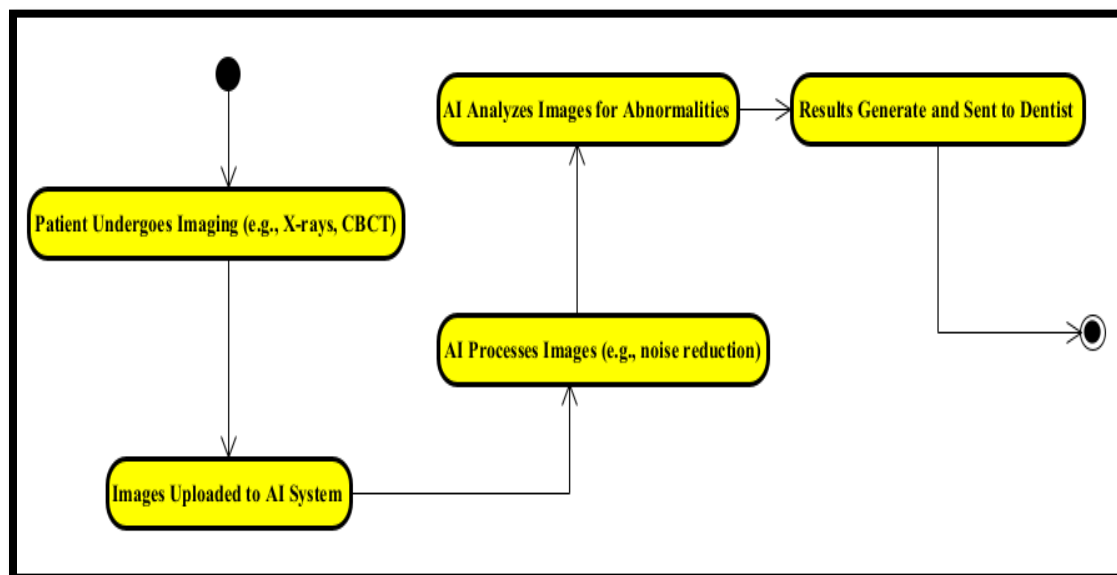 Patient Undergoes Imaging (e.g., X-rays, CBCT)
Images Uploaded to AI System
AI Processes Images (e.g., noise reduction)
AI Analyzes Images for Abnormalities
Results Generate and Sent to Dentist